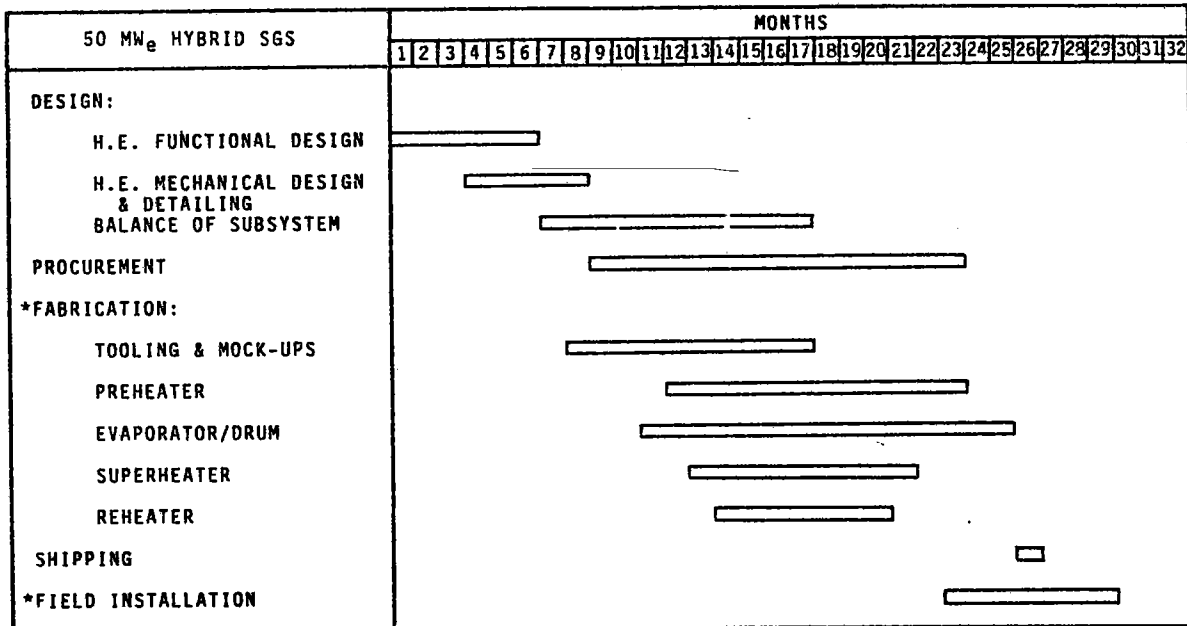 50 MWe HYBRID SGS
MONTHS
1 2 3 4 5 6 7 8 9 10 11 12 13 14 15 16 17 18 19 20 21 22 23 24 25 26 27 28 29 30 31 32
DESIGN:
H.E. FUNCTIONAL DESIGN
H.E. MECHANICAL DESIGN
& DETAILING
BALANCE OF SUBSYSTEM
PROCUREMENT
*FABRICATION:
TOOLING & MOCK-UPS
PREHEATER
EVAPORATOR/DRUM
SUPERHEATER
REHEATER
SHIPPING
*FIELD INSTALLATION